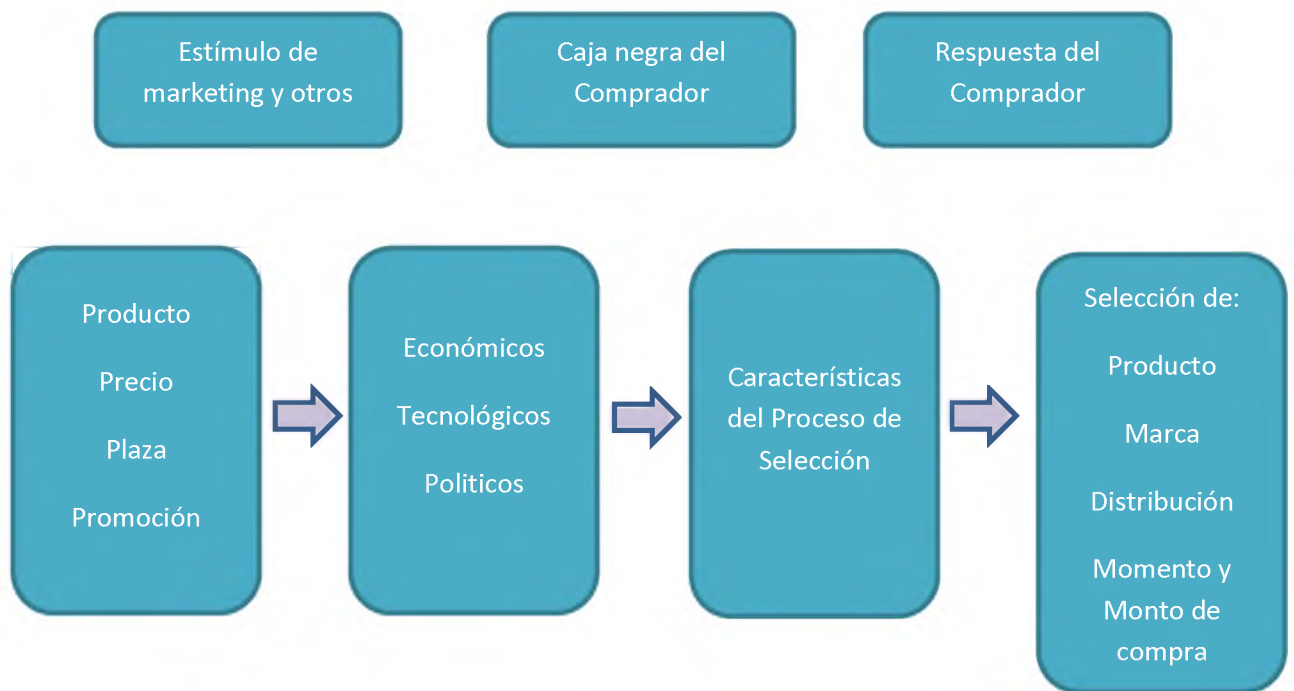 Estímulo de
marketing y otros
Caja negra del
Comprador
Respuesta del
Comprador
Producto
Precio
Plaza
Promoción
Económicos
Tecnológicos
Politicos
Característísticas
del Proceso de
Selección
Selección de:
Producto
Marca
Distribución
Momento y
Monto de
compra